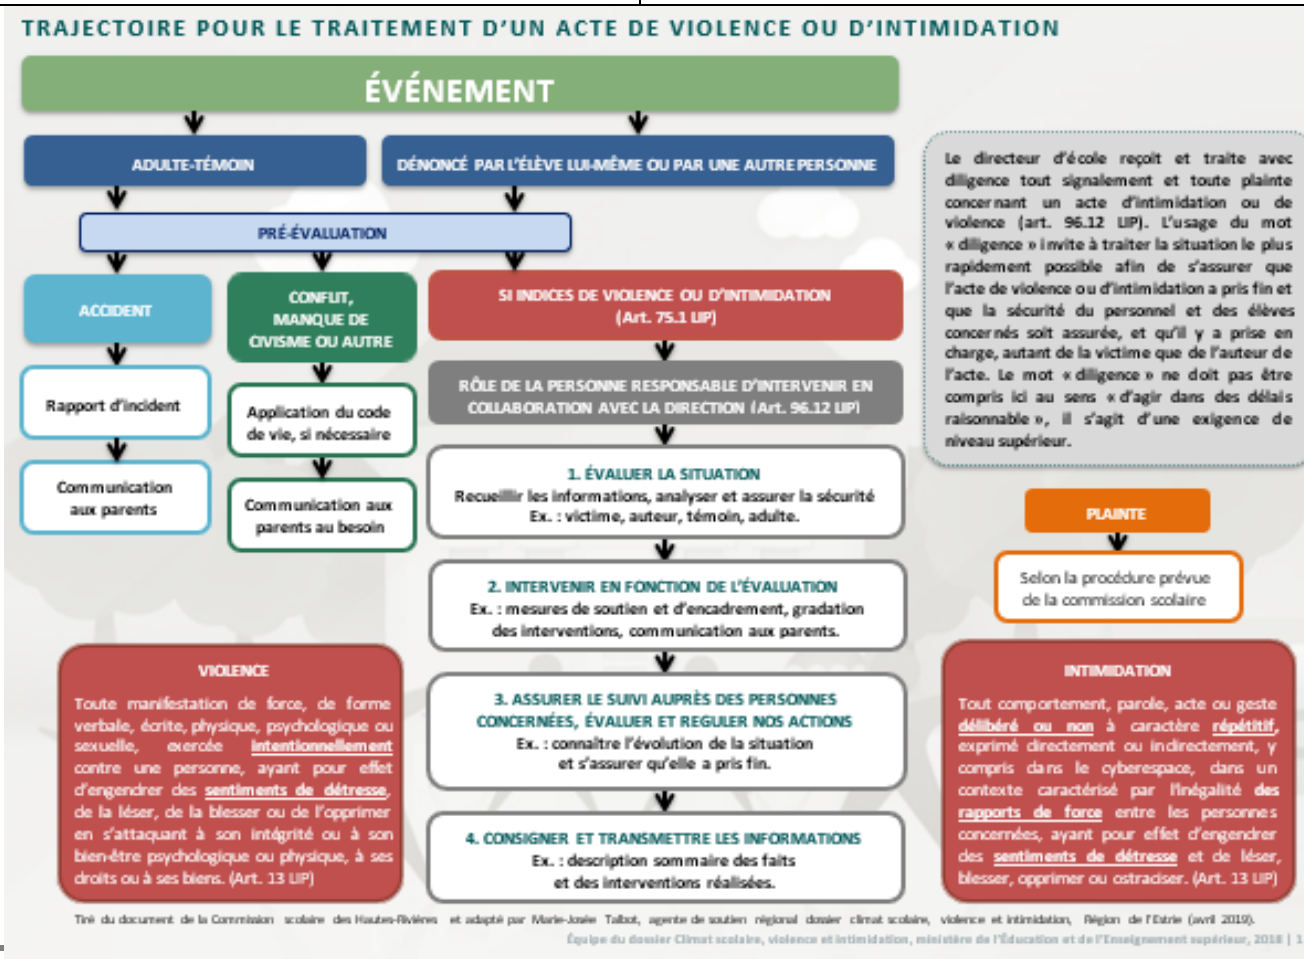 TRAJECTOIRE POUR LE TRAITEMENT D'UN ACTE DE VIOLENCE OU D'INTIMIDATION
ÉVÉNEMENT
ADULTE-TÉMOIN
DÉNONCÉ PAR L'ÉLÈVE LUI-MÊME OU PAR UNE AUTRE PERSONNE
PRÉ-ÉVALUATION
ACCIDENT
Rapport d'incident
Communication
aux parents
CONFLIT,
MANQUE DE
CIVISME OU AUTRE
Application du code
de vie, si nécessaire
Communication aux
parents au besoin
SI INDICES DE VIOLENCE OU D'INTIMIDATION
(Art. 75.1 LIP)
RÔLE DE LA PERSONNE RESPONSABLE D'INTERVENIR EN
COLLABORATION AVEC LA DIRECTION (Art. 96.12 LIP)
1. ÉVALUER LA SITUATION
Recueillir les informations, analyser et assurer la sécurité
Ex. : victime, auteur, témoin, adulte.
2. INTERVENIR EN FONCTION DE L'ÉVALUATION
Ex. : mesures de soutien et d'encadrement, gradation
des interventions, communication aux parents.
3. ASSURER LE SUIVI AUPRÈS DES PERSONNES
CONCERNÉES, ÉVALUER ET REGULER NOS ACTIONS
Ex. : connaître l'évolution de la situation
et s'assurer qu'elle a pris fin.
4. CONSIGNER ET TRANSMETTRE LES INFORMATIONS
Ex. : description sommaire des faits
et des interventions réalisées.
Le directeur d'école reçoit et traite avec
diligence tout signalement et toute plainte
concernant un acte d'intimidation ou de
violence (art. 96.12 LIP). L'usage du mot
« diligence » invite à traiter la situation le plus
rapidement possible afin de s'assurer que
l'acte de violence ou d'intimidation a pris fin et
que la sécurité du personnel et des élèves
concernés soit assurée, et qu'il y a prise en
charge, autant de la victime que de l'auteur de
l'acte. Le mot « diligence » ne doit pas être
compris ici au sens « d'agir dans des délais
raisonnable », il s'agit d'une exigence de
niveau supérieur.
PLAINTE
Selon la procédure prévue
de la commission scolaire
VIOLENCE
Toute manifestation de force, de forme
verbale, écrite, physique, psychologique ou
sexuelle, exercée intentionnellement
contre une personne, ayant pour effet
d'engendrer des sentiments de détresse,
de la léser, de la blesser ou de l'opprimer
en s'attaquant à son intégrité ou à son
bien-être psychologique ou physique, à ses
droits ou à ses biens. (Art. 13 LIP)
INTIMIDATION
Tout comportement, parole, acte ou geste
délibéré ou non à caractère répétitif,
exprimé directement ou indirectement, y
compris dans le cyberespace, dans un
contexte caractérisé par l'inégalité des
rapports de force entre les personnes
concernées, ayant pour effet d'engendrer
des sentiments de détresse et de léser,
blesser, opprimer ou ostraciser. (Art. 13 LIP)
Tiré du document de la Commission scolaire des Hautes-Rivières et adapté par Marie-Josée Talbot, agente de soutien régional dossier climat scolaire, violence et intimidation, Région de l'Estrie (avril 2019).
Équipe du dossier Climat scolaire, violence et intimidation, ministère de l'Éducation et de l'Enseignement supérieur, 2018 | 1